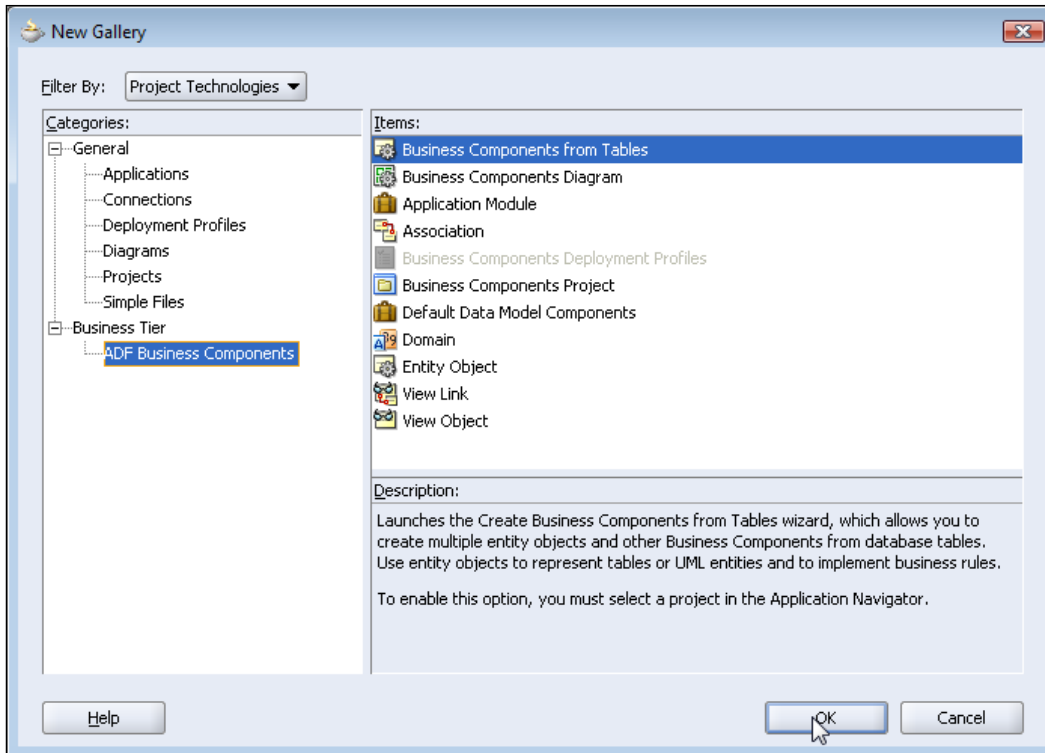 New Gallery
Filter By: Project Technologies
Categories:
General
Applications
Connections
Deployment Profiles
Diagrams
Projects
Simple Files
Business Tier
ADF Business Components
Items:
Business Components from Tables
Business Components Diagram
Application Module
Association
Business Components Deployment Profiles
Business Components Project
Default Data Model Components
Domain
Entity Object
View Link
View Object
Description:
Launches the Create Business Components from Tables wizard, which allows you to
create multiple entity objects and other Business Components from database tables.
Use entity objects to represent tables or UML entities and to implement business rules.
To enable this option, you must select a project in the Application Navigator.
Help
OK
Cancel